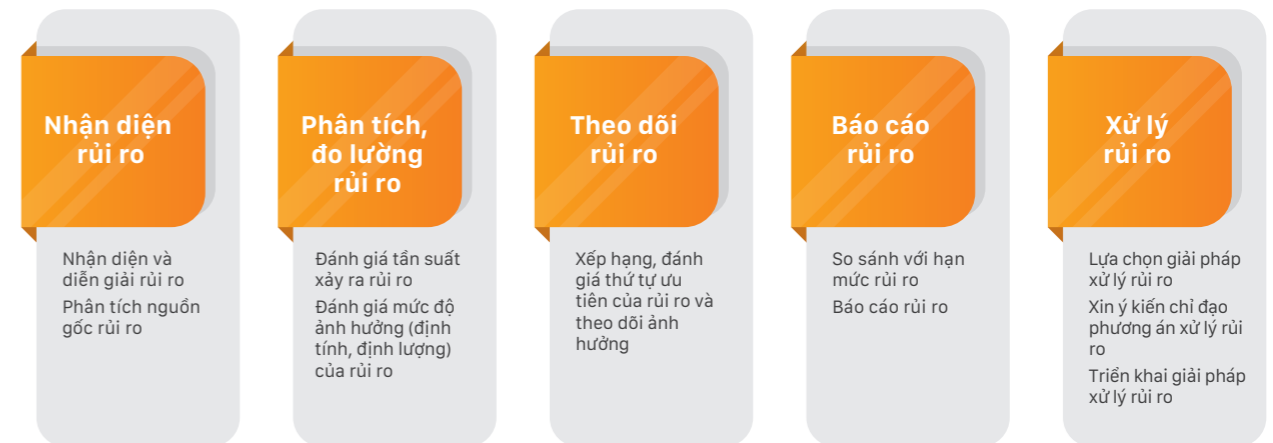 Nhận diện
rủi ro
Nhận diện và
diễn giải rủi ro
Phân tích nguồn
gốc rủi ro
Phân tích,
đo lường
rủi ro
Đánh giá tần suất
xảy ra rủi ro
Đánh giá mức độ
ảnh hưởng (định
tính, định lượng)
của rủi ro
Theo dõi
rủi ro
Xếp hạng, đánh
giá thứ tự ưu
tiên của rủi ro và
theo dõi ảnh
hưởng
Báo cáo
rủi ro
So sánh với hạn
mức rủi ro
Báo cáo rủi ro
Xử lý
rủi ro
Lựa chọn giải pháp
xử lý rủi ro
Xin ý kiến chỉ đạo
phương án xử lý rủi
ro
Triển khai giải pháp
xử lý rủi ro